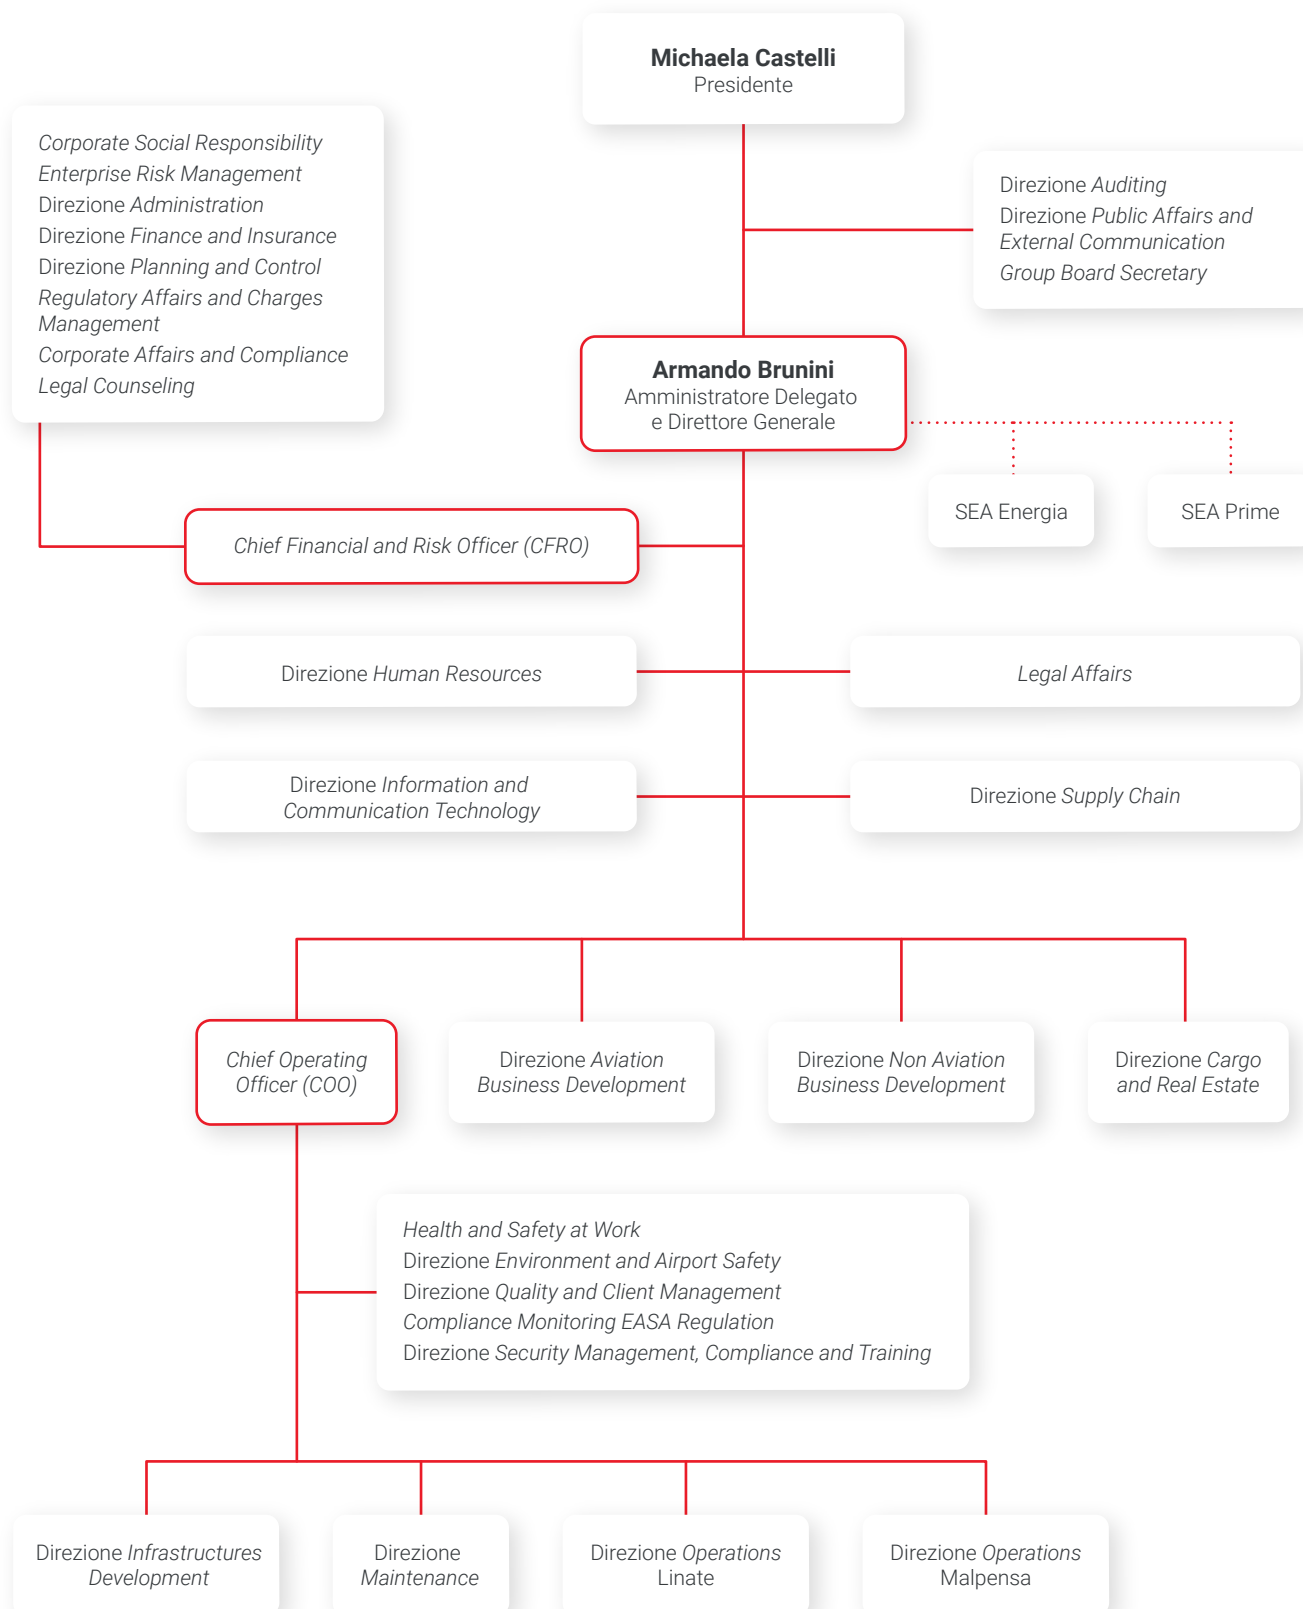 Michaela Castelli
Presidente
Corporate Social Responsibility
Enterprise Risk Management
Direzione Administration
Direzione Finance and Insurance
Direzione Planning and Control
Regulatory Affairs and Charges
Management
Corporate Affairs and Compliance
Legal Counseling
Direzione Auditing
Direzione Public Affairs and
External Communication
Group Board Secretary
Armando Brunini
Amministratore Delegato
e Direttore Generale
SEA Energia
SEA Prime
Chief Financial and Risk Officer (CFRO)
Direzione Human Resources
Legal Affairs
Direzione Information and
Communication Technology
Direzione Supply Chain
Chief Operating
Officer (COO)
Direzione Aviation
Business Development
Direzione Non Aviation
Business Development
Direzione Cargo
and Real Estate
Health and Safety at Work
Direzione Environment and Airport Safety
Direzione Quality and Client Management
Compliance Monitoring EASA Regulation
Direzione Security Management, Compliance and Training
Direzione Infrastructures
Development
Direzione
Maintenance
Direzione Operations
Linate
Direzione Operations
Malpensa